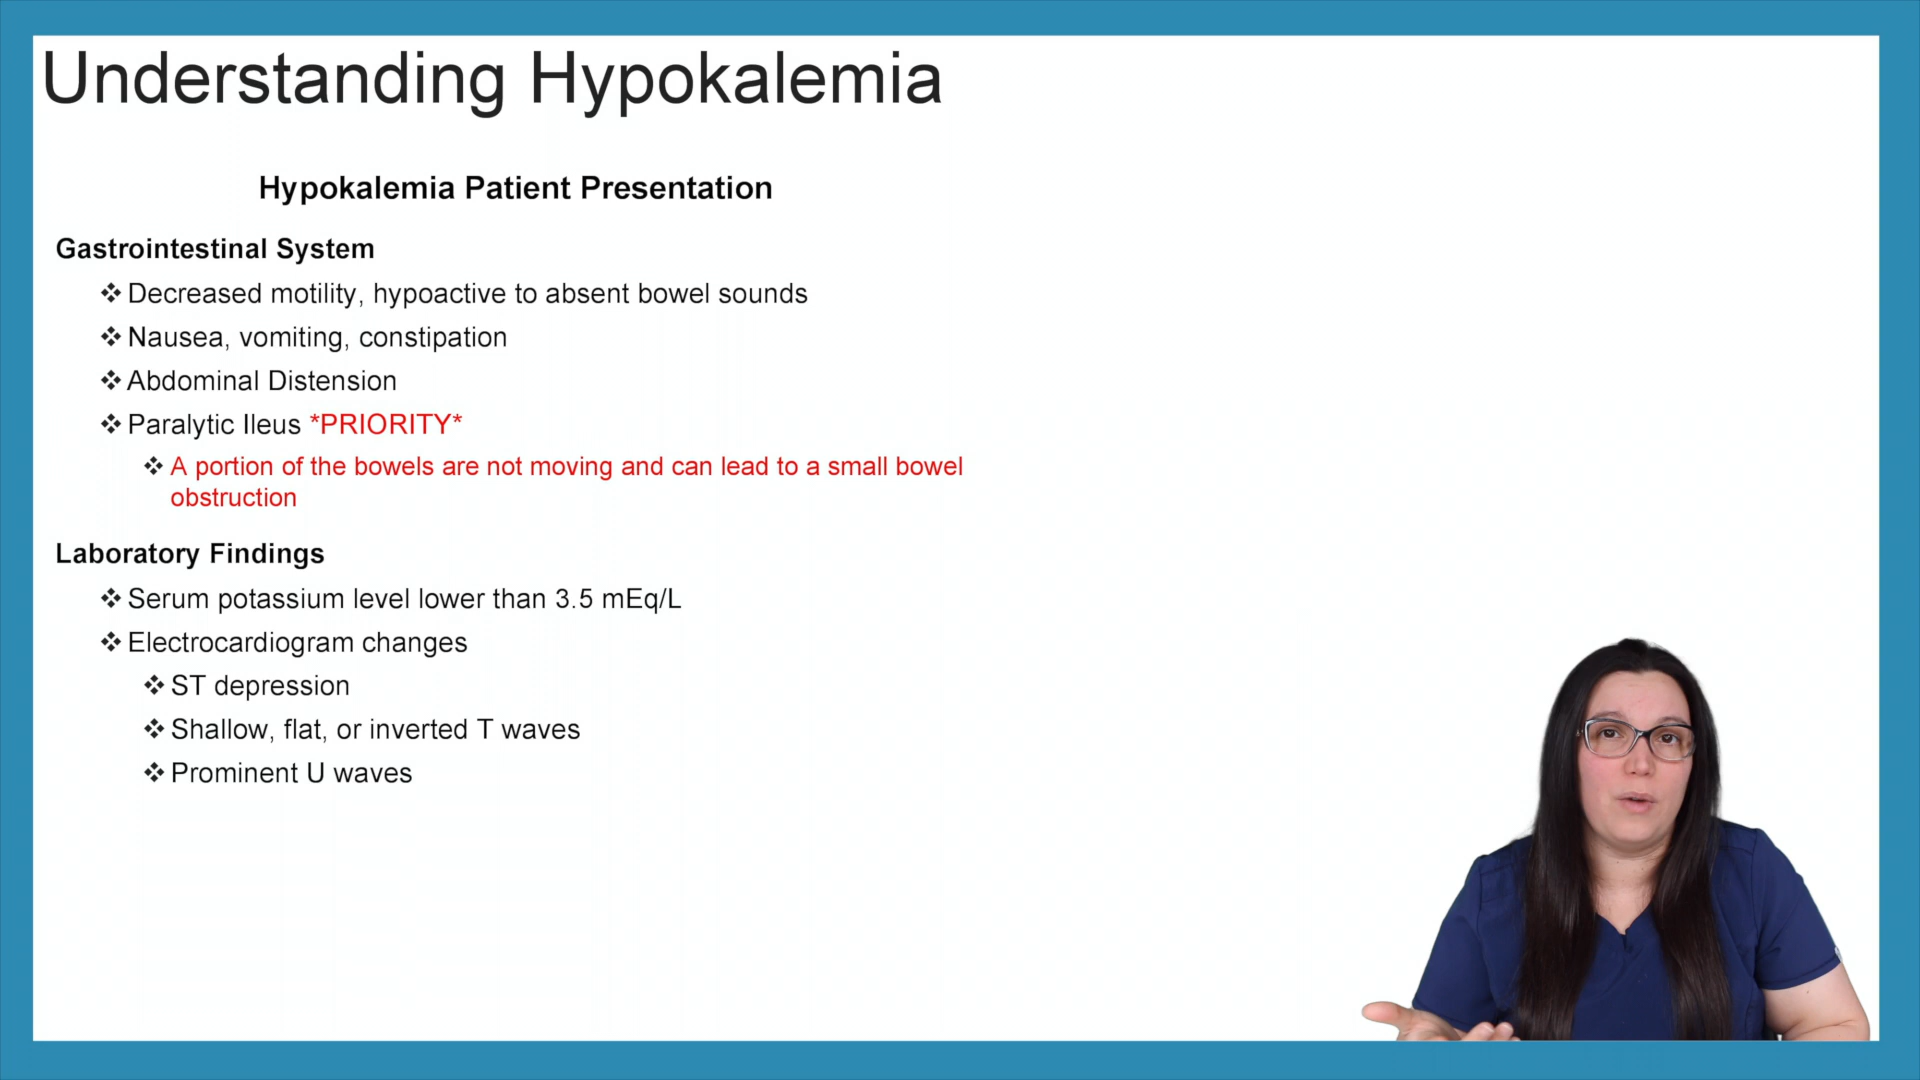 Understanding Hypokalemia
Hypokalemia Patient Presentation
Gastrointestinal System
❖ Decreased motility, hypoactive to absent bowel sounds
❖ Nausea, vomiting, constipation
❖ Abdominal Distension
❖ Paralytic Ileus *PRIORITY*
❖ A portion of the bowels are not moving and can lead to a small bowel
obstruction
Laboratory Findings
❖ Serum potassium level lower than 3.5 mEq/L
❖ Electrocardiogram changes
❖ ST depression
❖ Shallow, flat, or inverted T waves
❖ Prominent U waves